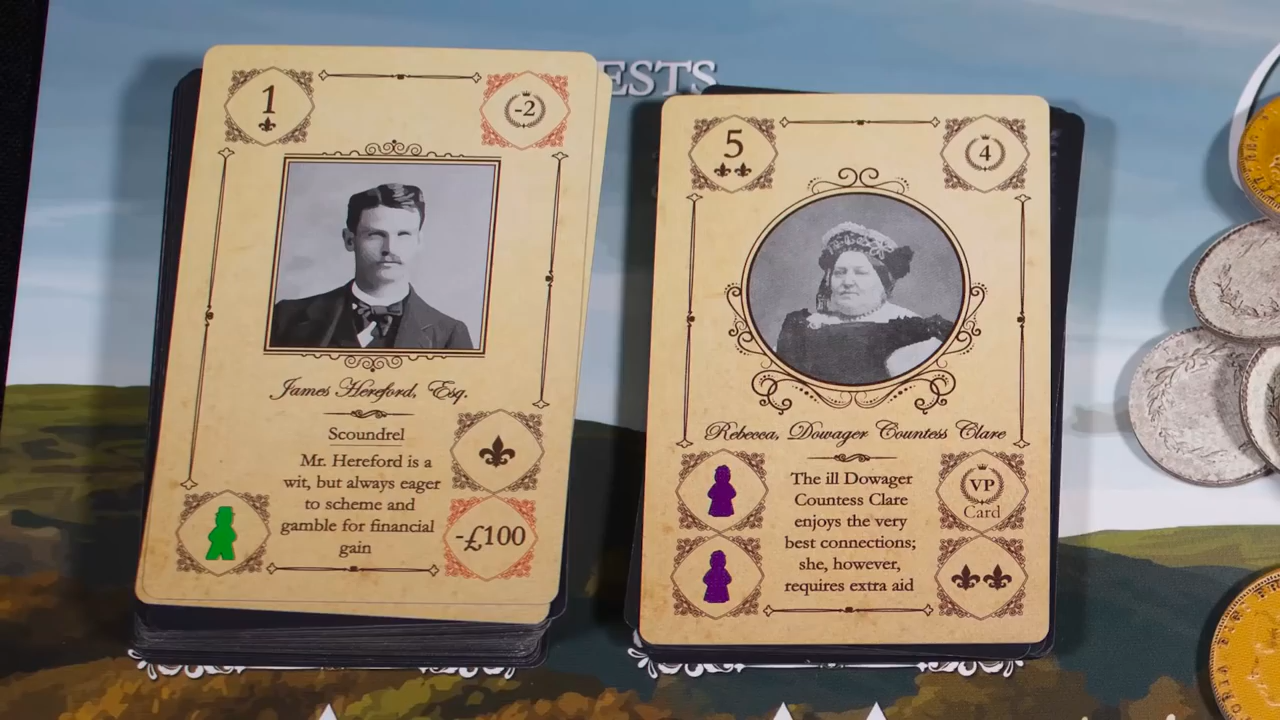 ESTS
1
-2
James Hereford, Esq.
Scoundrel
Mr. Hereford is a
wit, but always eager
to scheme and
gamble for financial
gain
-£100
5
4
Rebecca, Dowager Countess Clare
The ill Dowager
Countess Clare
enjoys the very
best connections;
she, however,
requires extra aid
VP
Card